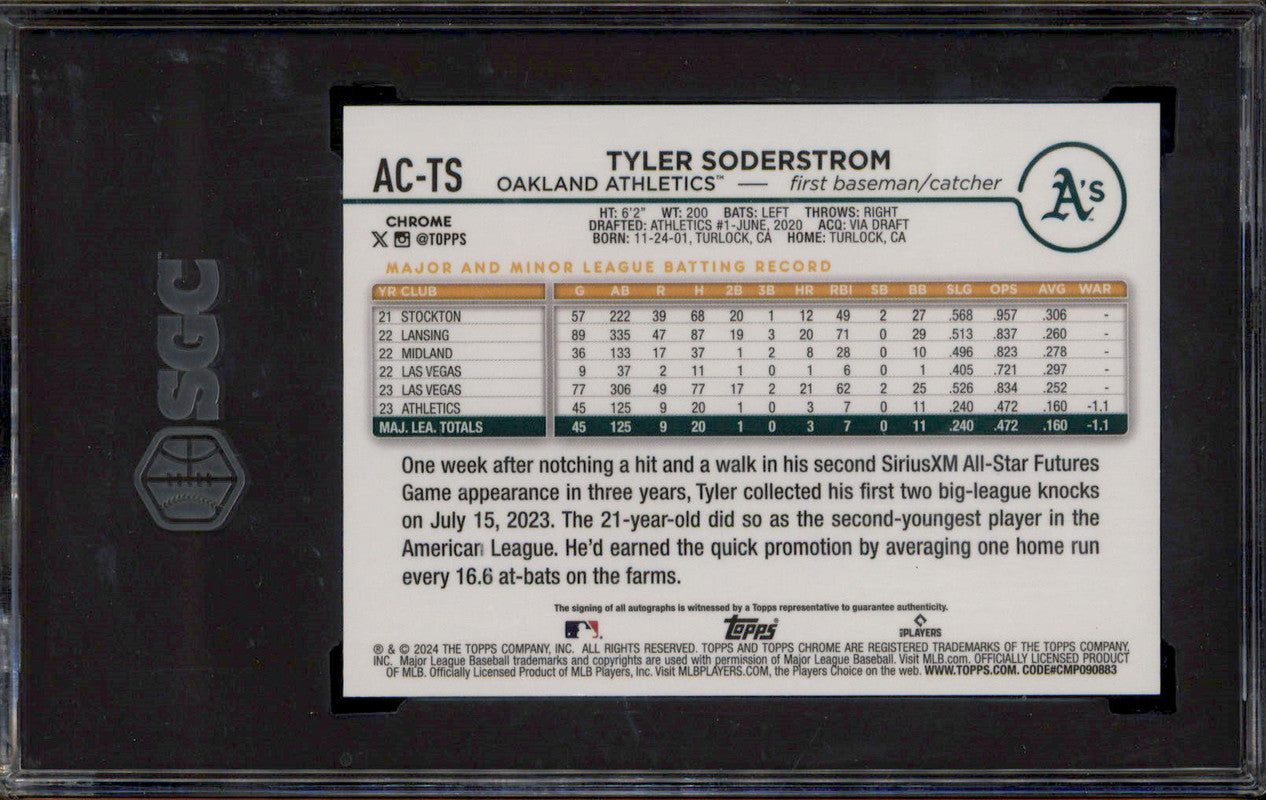 SGC
AC-TS
TYLER SODERSTROM
OAKLAND ATHLETICS™ — first baseman/catcher
A's
CHROME
X @TOPPS
HT: 6'2" WT: 200 BATS: LEFT THROWS: RIGHT
DRAFTED: ATHLETICS #1-JUNE, 2020 ACQ: VIA DRAFT
BORN: 11-24-01, TURLOCK, CA HOME: TURLOCK, CA
MAJOR AND MINOR LEAGUE BATTING RECORD
YR CLUB G AB R H 2B 3B HR RBI SB BB SLG OPS AVG WAR
21 STOCKTON 57 222 39 68 20 1 12 49 2 27 .568 .957 .306 -
22 LANSING 89 335 47 87 19 3 20 71 0 29 .513 .837 .260 -
22 MIDLAND 36 133 17 37 1 2 8 28 0 10 .496 .823 .278 -
22 LAS VEGAS 9 37 2 11 1 0 1 6 0 1 .405 .721 .297 -
23 LAS VEGAS 77 306 49 77 17 2 21 62 2 25 .526 .834 .252 -
23 ATHLETICS 45 125 9 20 1 0 3 7 0 11 .240 .472 .160 -1.1
MAJ. LEA. TOTALS 45 125 9 20 1 0 3 7 0 11 .240 .472 .160 -1.1
One week after notching a hit and a walk in his second SiriusXM All-Star Futures
Game appearance in three years, Tyler collected his first two big-league knocks
on July 15, 2023. The 21-year-old did so as the second-youngest player in the
American League. He'd earned the quick promotion by averaging one home run
every 16.6 at-bats on the farms.
The signing of all autographs is witnessed by a Topps representative to guarantee authenticity.
Topps
MLB PLAYERS
® & © 2024 THE TOPPS COMPANY, INC. ALL RIGHTS RESERVED. TOPPS AND TOPPS CHROME ARE REGISTERED TRADEMARKS OF THE TOPPS COMPANY,
INC. Major League Baseball trademarks and copyrights are used with permission of Major League Baseball. Visit MLB.com. OFFICIALLY LICENSED PRODUCT
OF MLB. Officially Licensed Product of MLB Players, Inc. Visit MLBPLAYERS.COM, the Players Choice on the web. WWW.TOPPS.COM. CODE#CMP090883